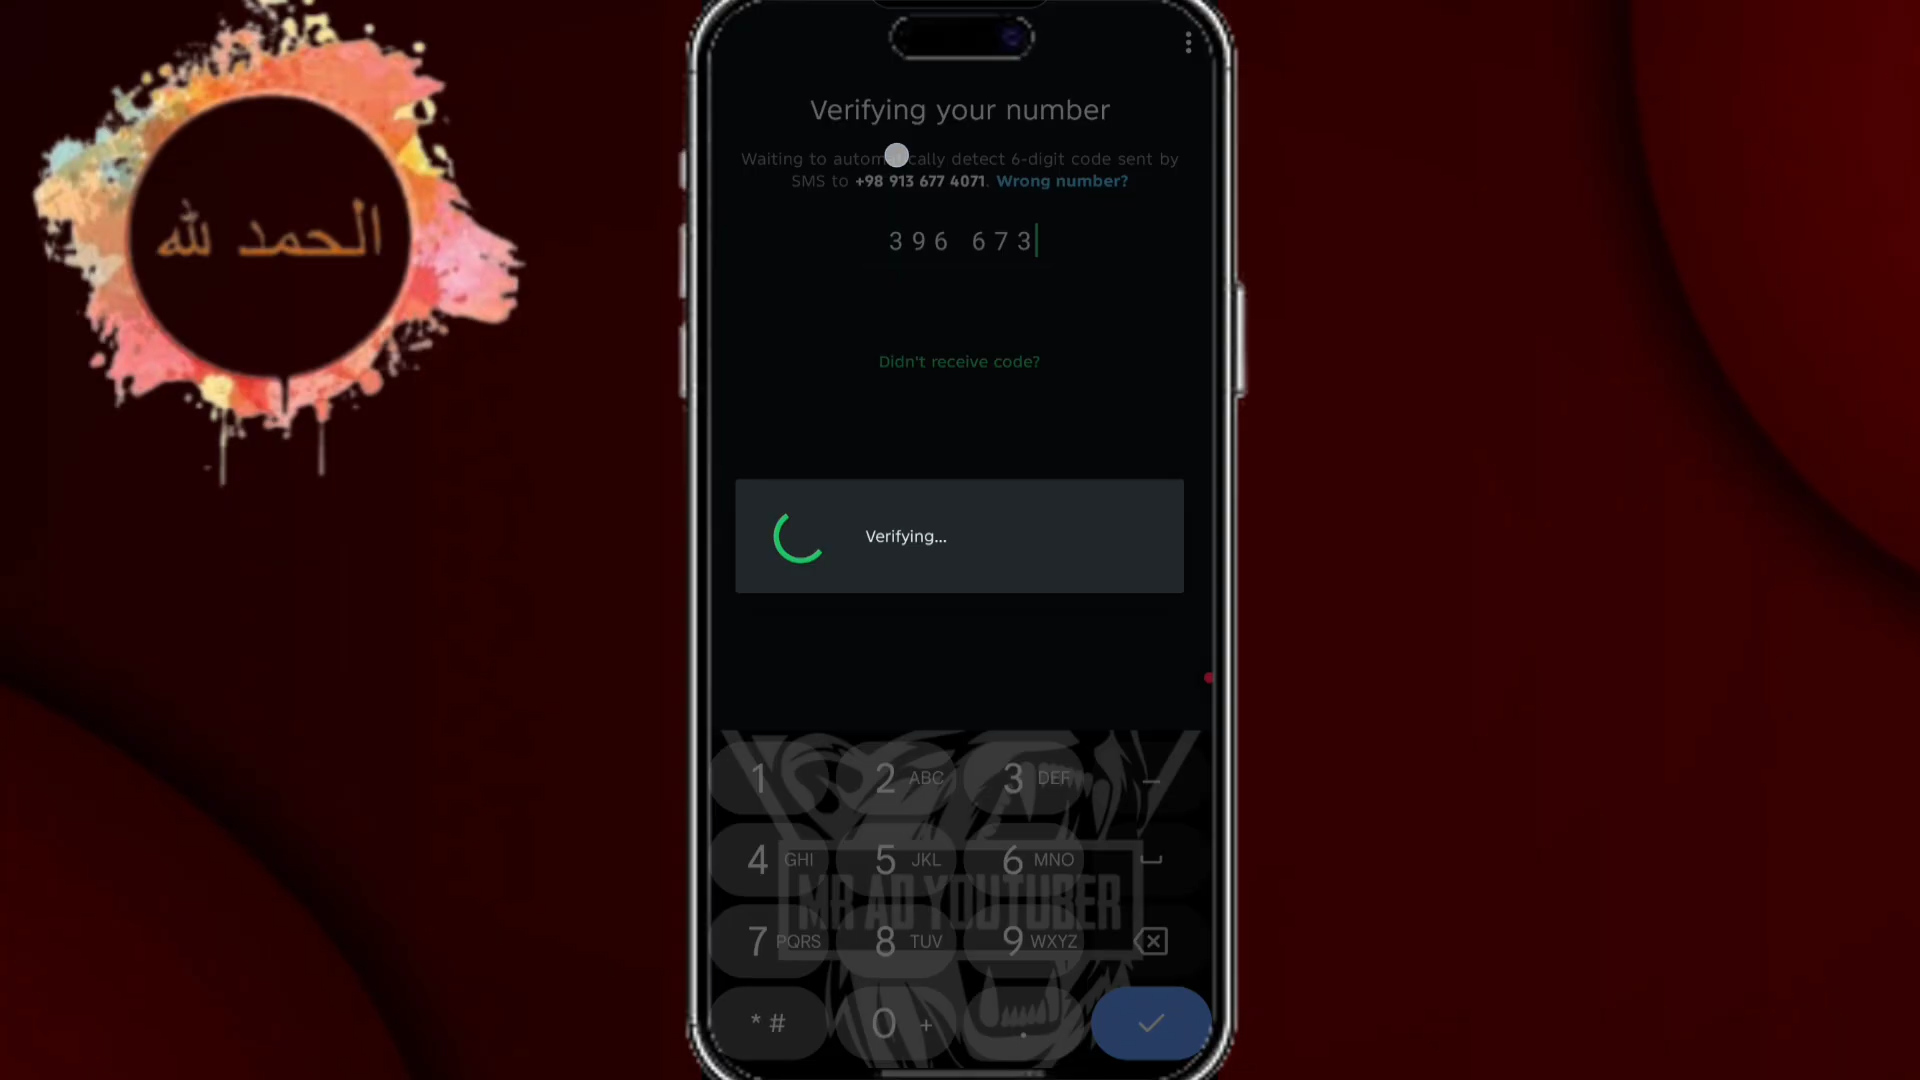 الحمد لله
Verifying your number
Waiting to automatically detect 6-digit code sent by
SMS to +98 913 677 4071. Wrong number?
396 673
Didn't receive code?
Verifying...
1 2 ABC 3 DEF –
4 GHI 5 JKL 6 MNO
MR AO YOUTUBER
7 PQRS 8 TUV 9 WXYZ
* # 0 + .